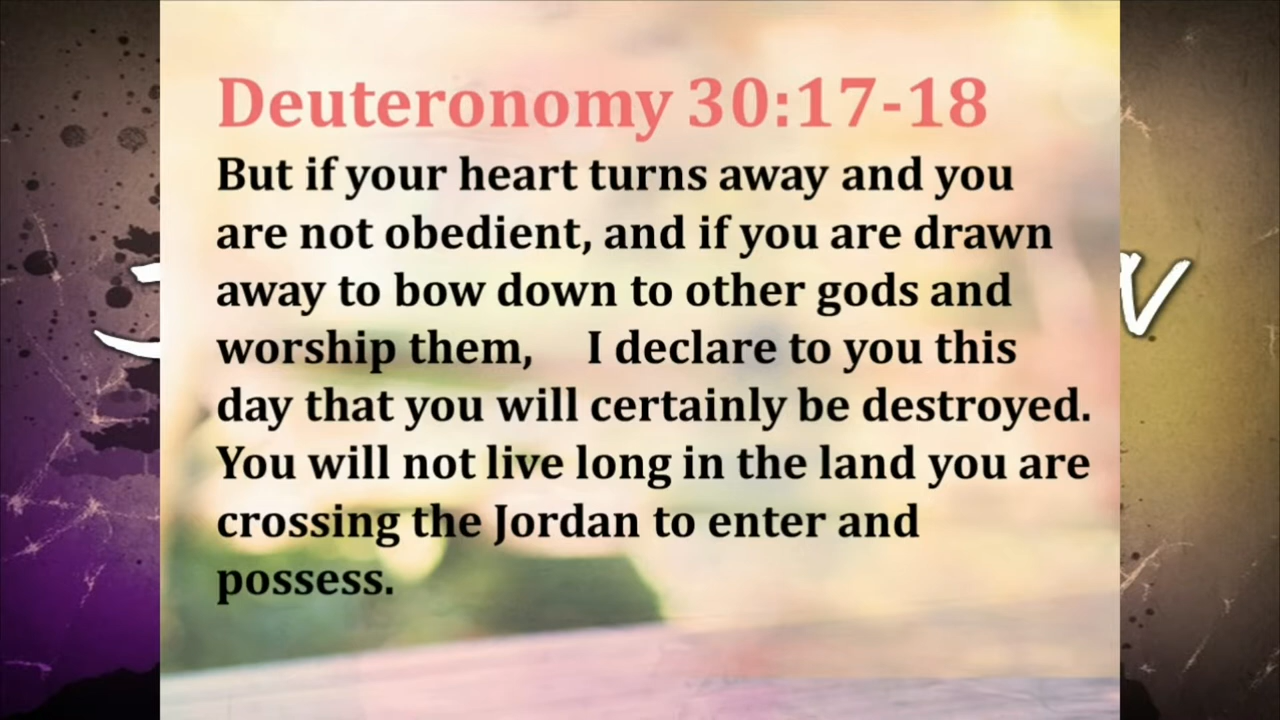 Deuteronomy 30:17-18
But if your heart turns away and you
are not obedient, and if you are drawn
away to bow down to other gods and
worship them, I declare to you this
day that you will certainly be destroyed.
You will not live long in the land you are
crossing the Jordan to enter and
possess.